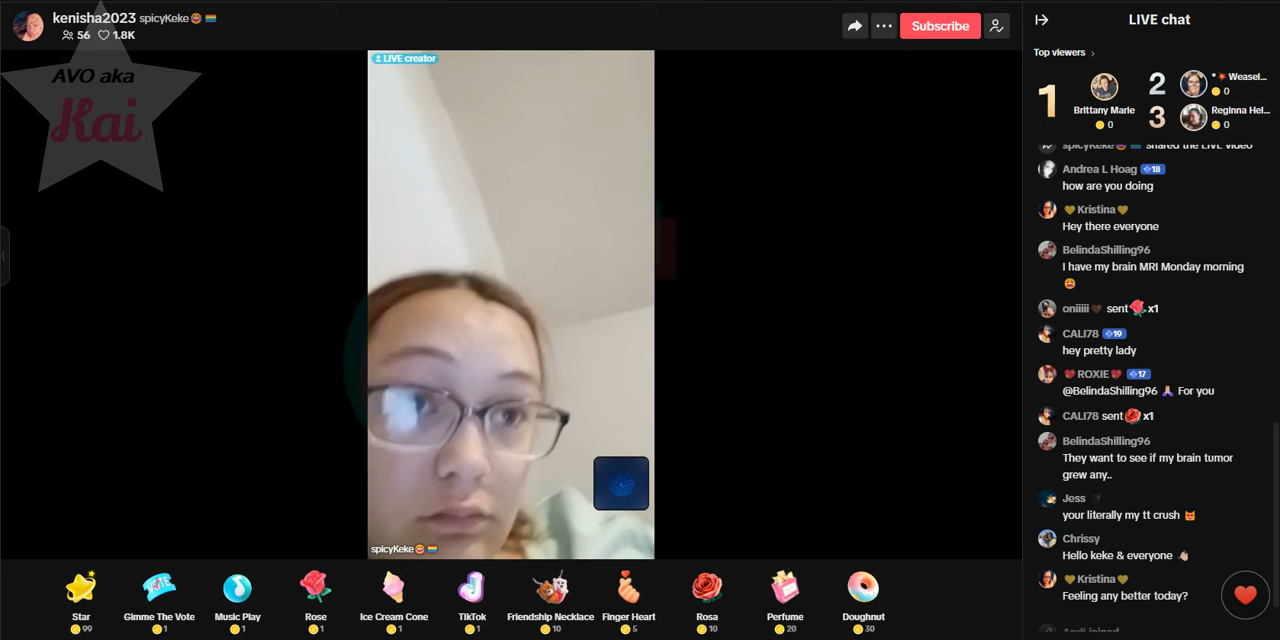 kenisha2023 spicyKeke
56 1.8K
AVO aka
Kai
Subscribe
LIVE creator
spicyKeke
Star
99
Gimme The Vote
1
Music Play
1
Rose
1
Ice Cream Cone
1
TikTok
1
Friendship Necklace
10
Finger Heart
5
Rosa
10
Perfume
20
Doughnut
30
LIVE chat
Top viewers
1
Brittany Marie
0
2
Weasel...
0
3
Reginna Hel...
0
spicyKeke shared the LIVE video
Andrea L Hoag 18
how are you doing
Kristina
Hey there everyone
BelindaShilling96
I have my brain MRI Monday morning
oniiiii sent x1
CALI78 19
hey pretty lady
ROXIE 17
@BelindaShilling96 For you
CALI78 sent x1
BelindaShilling96
They want to see if my brain tumor
grew any..
Jess
your literally my tt crush
Chrissy
Hello keke & everyone
Kristina
Feeling any better today?
joined